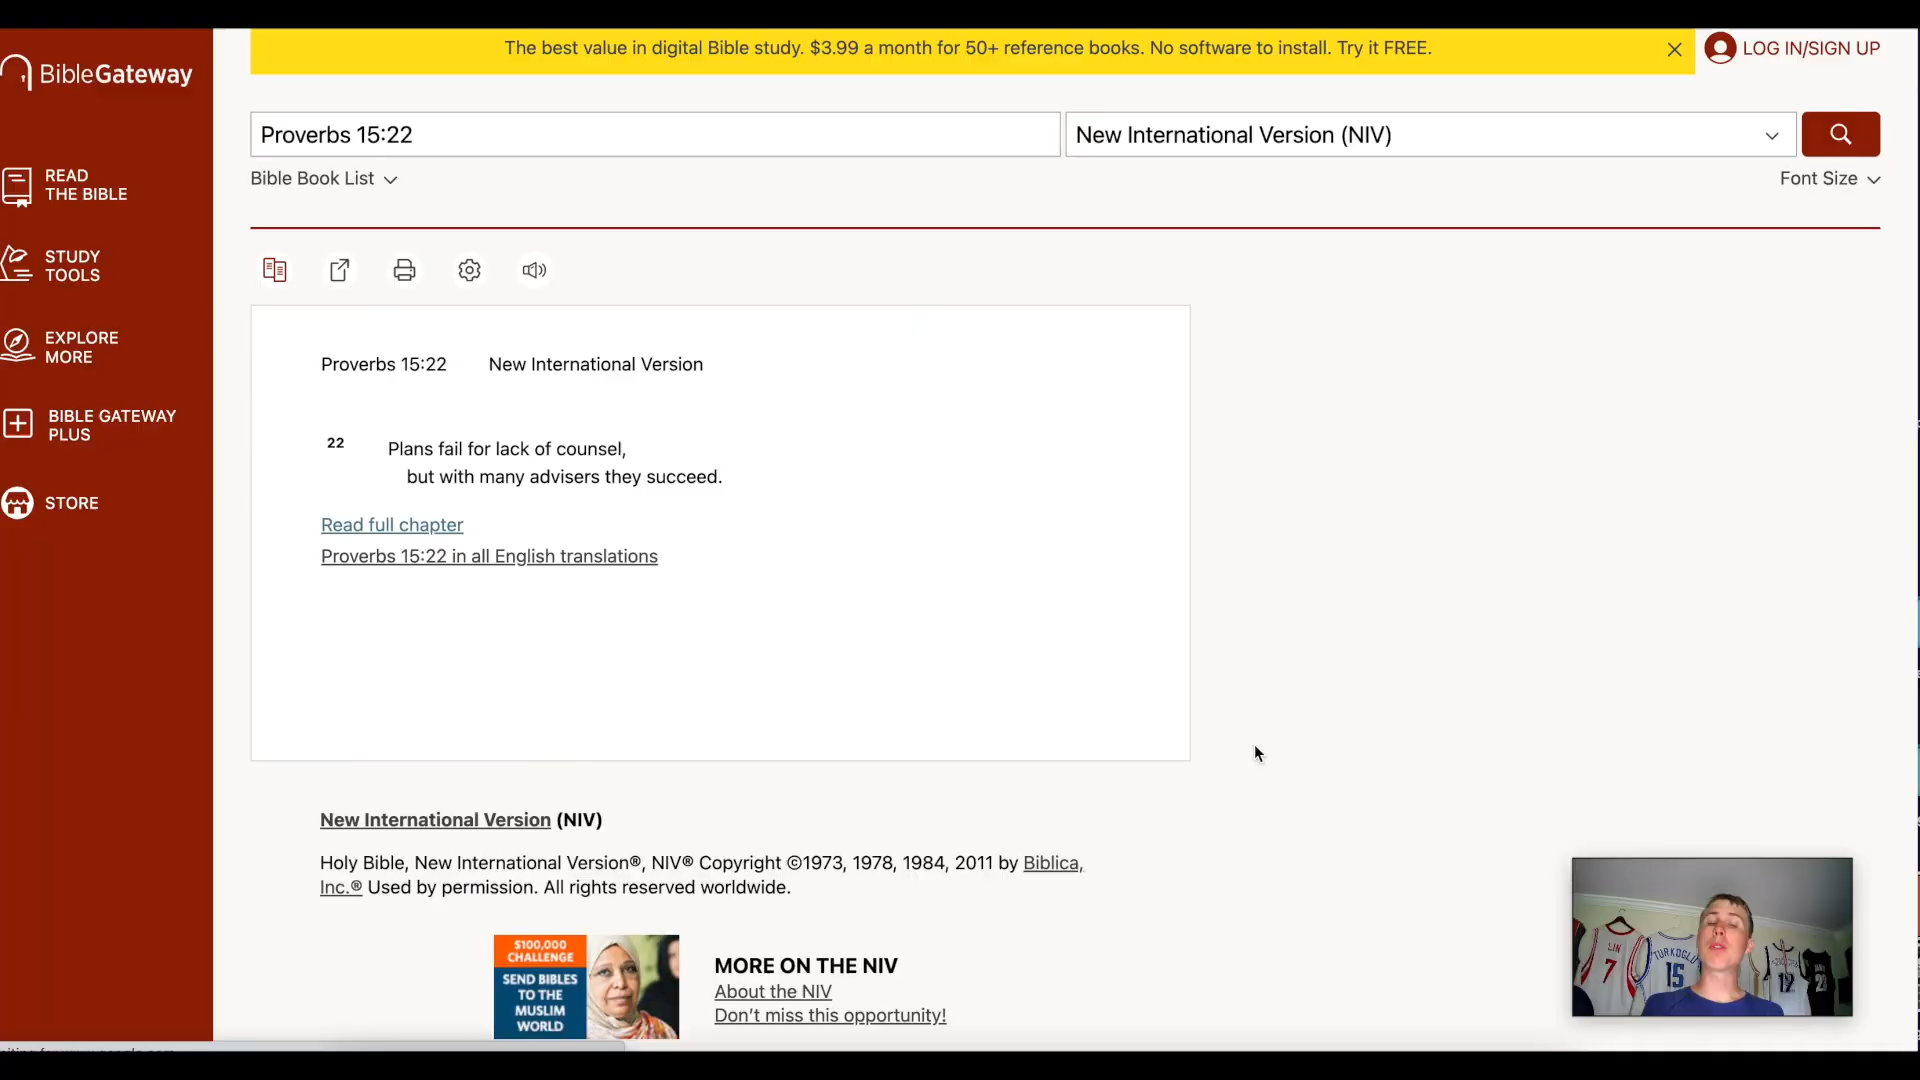 The best value in digital Bible study. $3.99 a month for 50+ reference books. No software to install. Try it FREE.
LOG IN/SIGN UP
BibleGateway
Proverbs 15:22
New International Version (NIV)
Bible Book List
Font Size
READ
THE BIBLE
STUDY
TOOLS
EXPLORE
MORE
BIBLE GATEWAY
PLUS
STORE
Proverbs 15:22 New International Version
22 Plans fail for lack of counsel,
but with many advisers they succeed.
Read full chapter
Proverbs 15:22 in all English translations
New International Version (NIV)
Holy Bible, New International Version®, NIV® Copyright ©1973, 1978, 1984, 2011 by Biblica,
Inc.® Used by permission. All rights reserved worldwide.
$100,000
CHALLENGE
SEND BIBLES
TO THE
MUSLIM
WORLD
MORE ON THE NIV
About the NIV
Don't miss this opportunity!
LIN
7
TURKOGLU
15
12